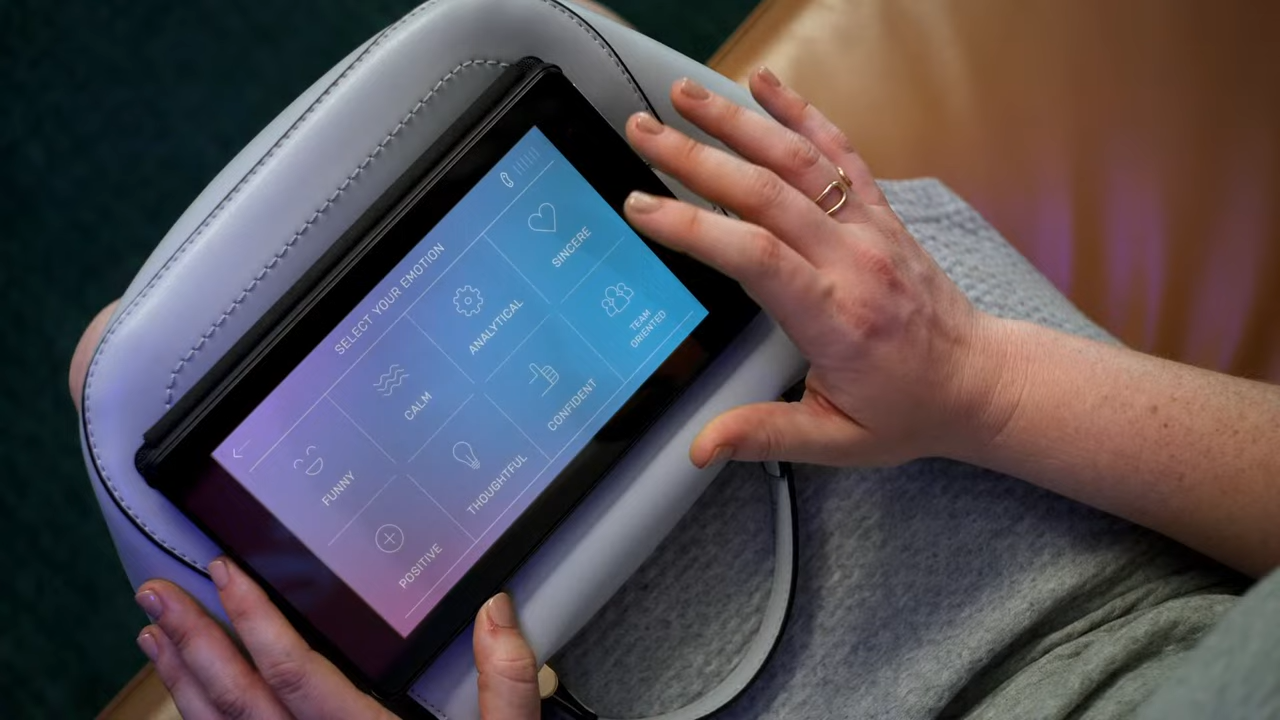 SELECT YOUR EMOTION
FUNNY
CALM
ANALYTICAL
SINCERE
POSITIVE
THOUGHTFUL
CONFIDENT
TEAM
ORIENTED